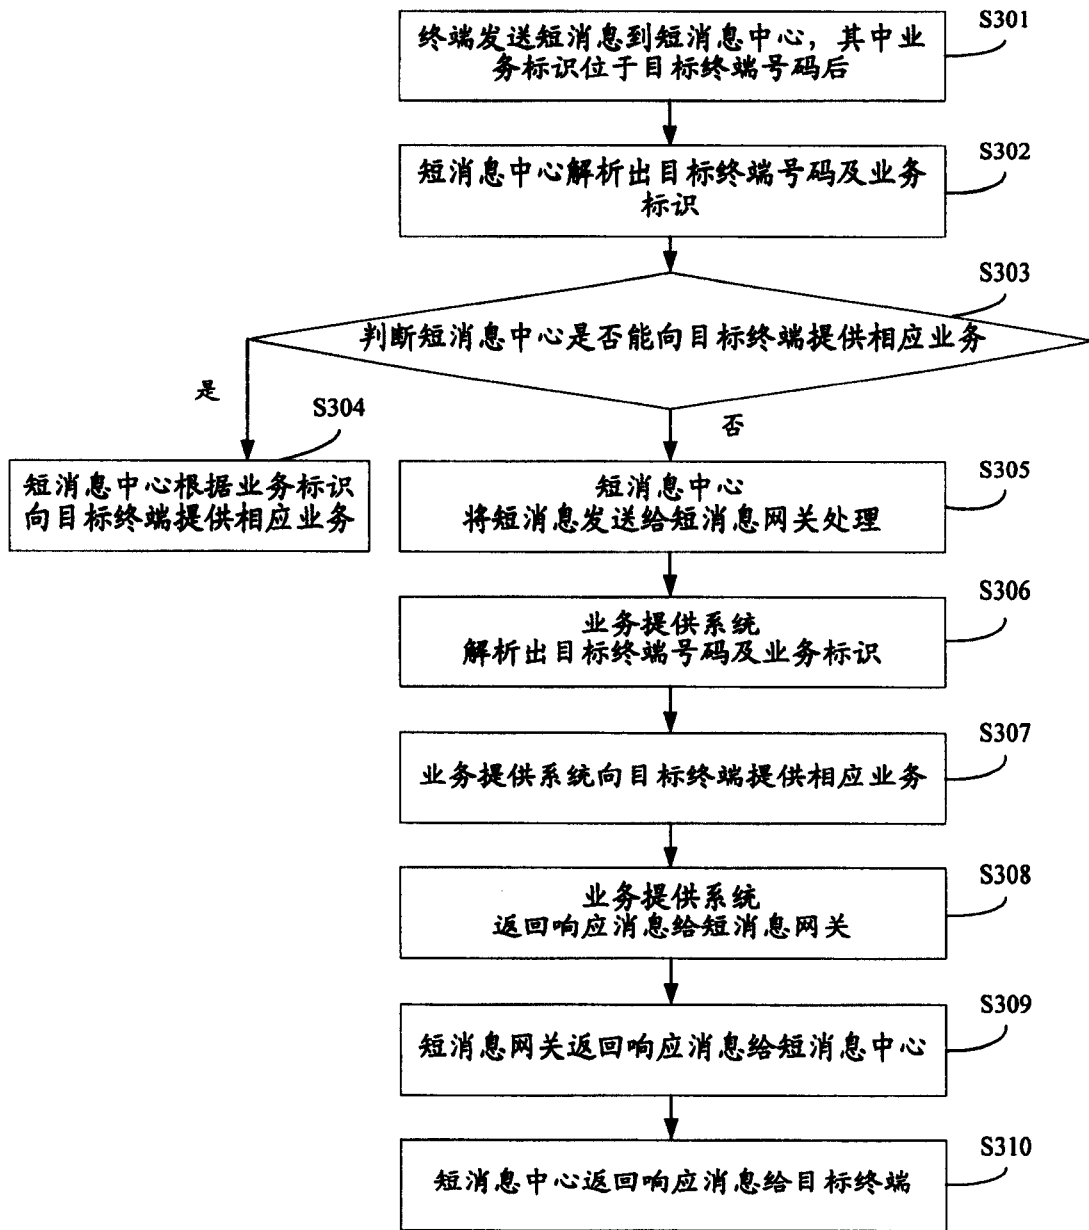 S301
终端发送短消息到短消息中心，其中业
务标识位于目标终端号码后
S302
短消息中心解析出目标终端号码及业务
标识
S303
判断短消息中心是否能向目标终端提供相应业务
是
否
S304
短消息中心根据业务标识
向目标终端提供相应业务
S305
短消息中心
将短消息发送给短消息网关处理
S306
业务提供系统
解析出目标终端号码及业务标识
S307
业务提供系统向目标终端提供相应业务
S308
业务提供系统
返回响应消息给短消息网关
S309
短消息网关返回响应消息给短消息中心
S310
短消息中心返回响应消息给目标终端